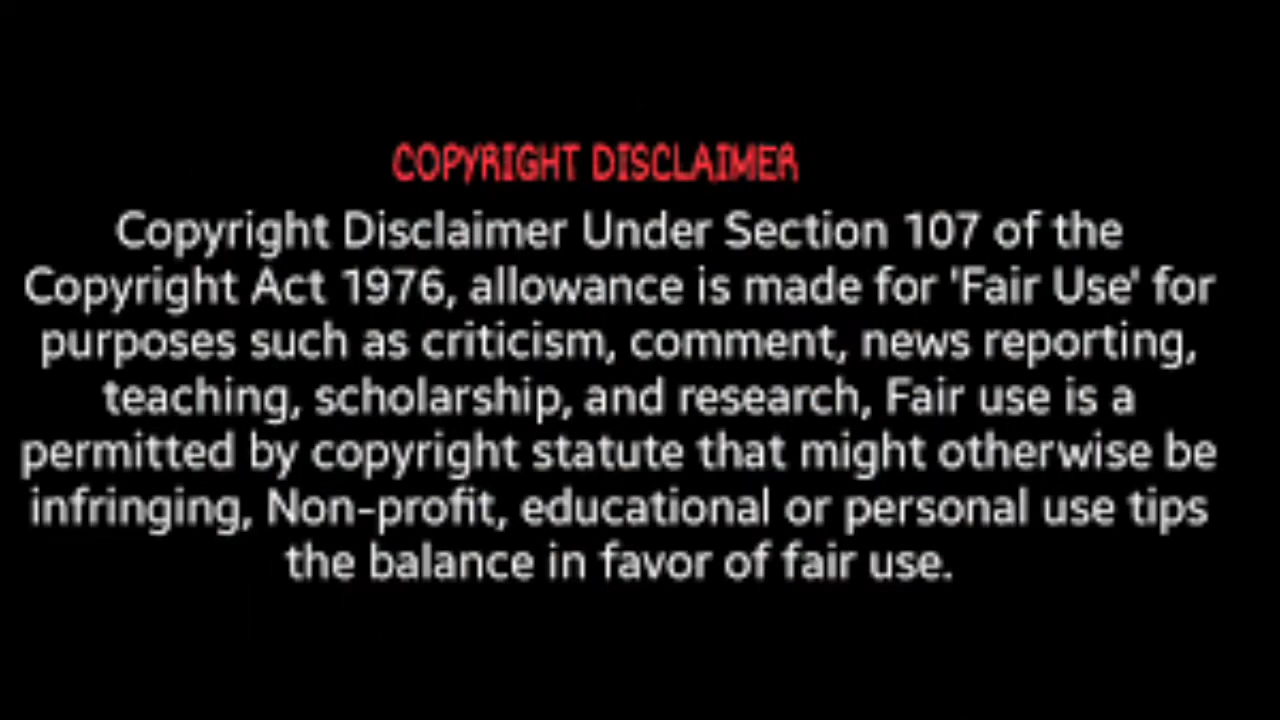 COPYRIGHT DISCLAIMER
Copyright Disclaimer Under Section 107 of the
Copyright Act 1976, allowance is made for 'Fair Use' for
purposes such as criticism, comment, news reporting,
teaching, scholarship, and research, Fair use is a
permitted by copyright statute that might otherwise be
infringing, Non-profit, educational or personal use tips
the balance in favor of fair use.